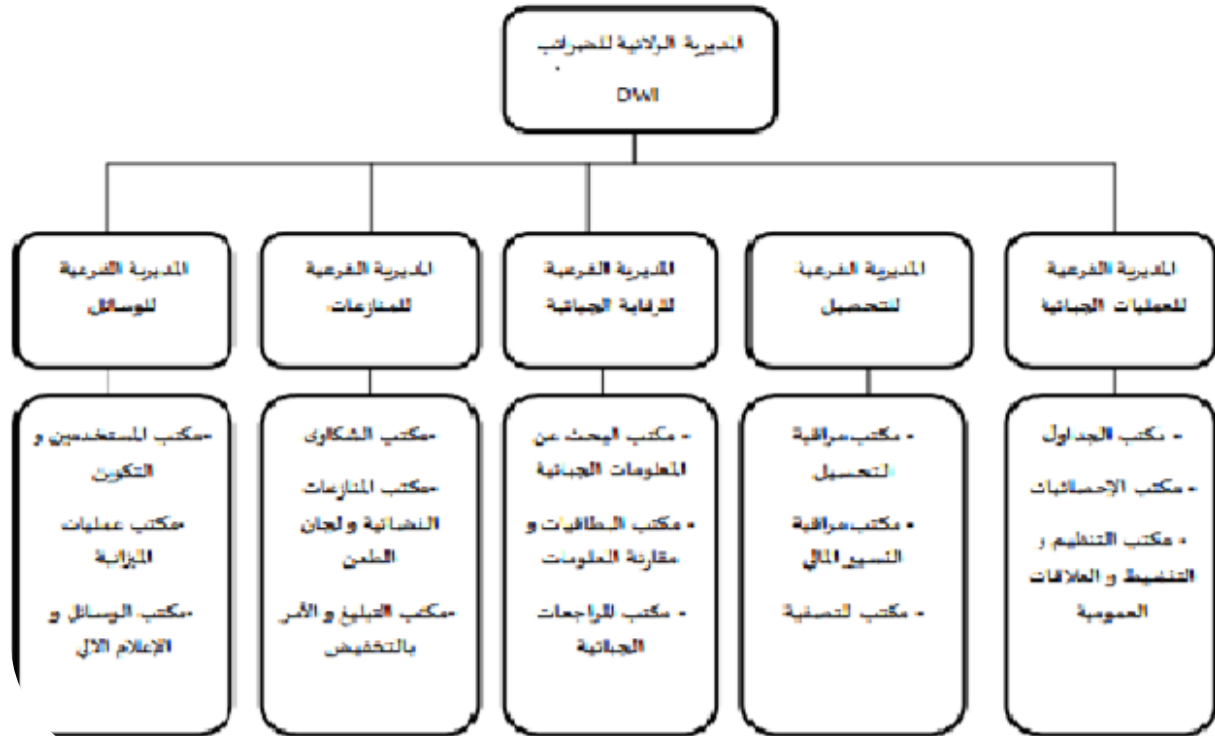 المديرية الولائية للضرائب
DWI
المديرية الفرعية
للعمليات الجبائية
المديرية الفرعية
للتحصيل
المديرية الفرعية
للرقابة الجبائية
المديرية الفرعية
للمنازعات
المديرية الفرعية
للوسائل
- مكتب الجداول
- مكتب الإحصائيات
- مكتب التنظيم و
التنشيط و العلاقات
العمومية
- مكتب مراقبة
التحصيل
- مكتب مراقبة
التسيير المالي
- مكتب التصفية
- مكتب البحث عن
المعلومات الجبائية
- مكتب البطاقيات و
مقارنة المعلومات
- مكتب المراجعات
الجبائية
-مكتب الشكاوى
-مكتب المنازعات
القضائية و لجان
الطعن
-مكتب التبليغ و الأمر
بالتخفيض
-مكتب المستخدمين و
التكوين
-مكتب عمليات
الميزانية
-مكتب الوسائل و
الإعلام الآلي